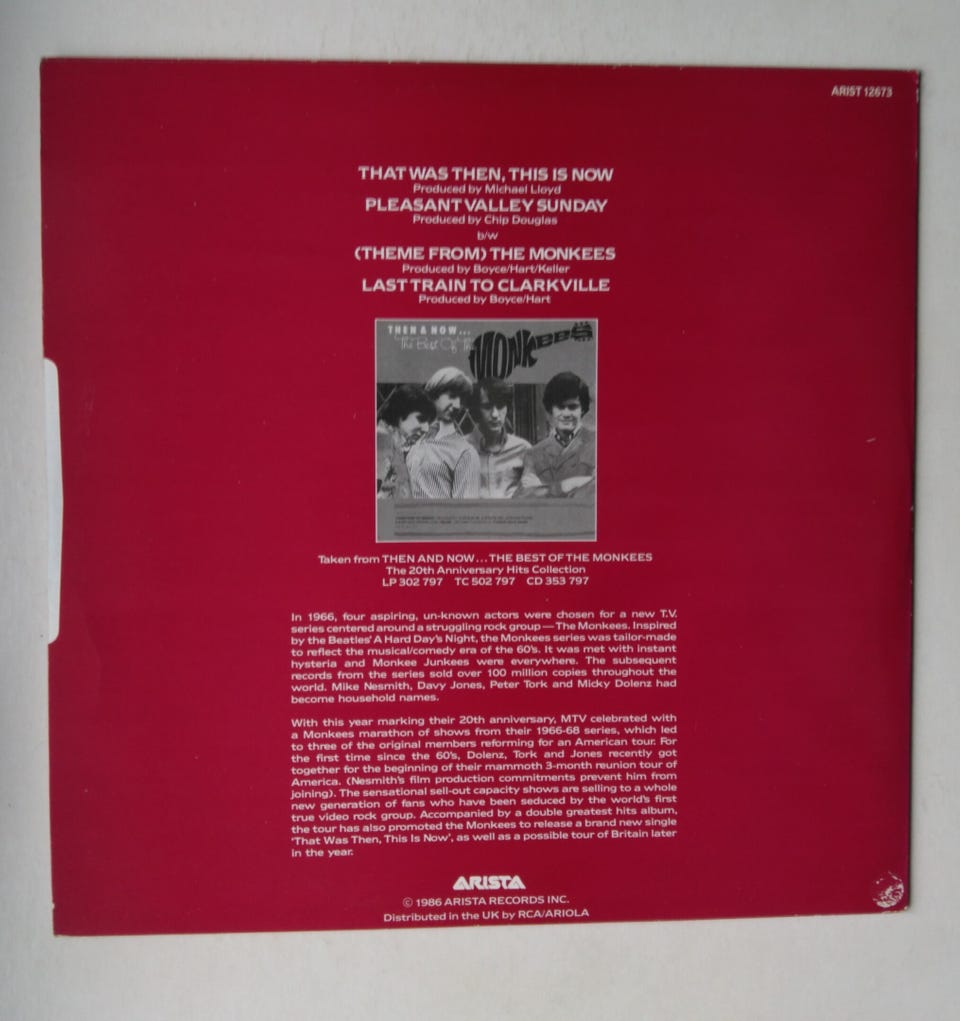 ARIST 12673
THAT WAS THEN, THIS IS NOW
Produced by Michael Lloyd
PLEASANT VALLEY SUNDAY
Produced by Chip Douglas
b/w
(THEME FROM) THE MONKEES
Produced by Boyce/Hart/Keller
LAST TRAIN TO CLARKVILLE
Produced by Boyce/Hart
THEN & NOW...
The Best Of The
MONKEES
Taken from THEN AND NOW...THE BEST OF THE MONKEES
The 20th Anniversary Hits Collection
LP 302 797 TC 502 797 CD 353 797
In 1966, four aspiring, un-known actors were chosen for a new T.V.
series centered around a struggling rock group — The Monkees. Inspired
by the Beatles' A Hard Day's Night, the Monkees series was tailor-made
to reflect the musical/comedy era of the 60's. It was met with instant
hysteria and Monkee Junkees were everywhere. The subsequent
records from the series sold over 100 million copies throughout the
world. Mike Nesmith, Davy Jones, Peter Tork and Micky Dolenz had
become household names.
With this year marking their 20th anniversary, MTV celebrated with
a Monkees marathon of shows from their 1966-68 series, which led
to three of the original members reforming for an American tour. For
the first time since the 60's, Dolenz, Tork and Jones recently got
together for the beginning of their mammoth 3-month reunion tour of
America. (Nesmith's film production commitments prevent him from
joining). The sensational sell-out capacity shows are selling to a whole
new generation of fans who have been seduced by the world's first
true video rock group. Accompanied by a double greatest hits album,
the tour has also promoted the Monkees to release a brand new single
'That Was Then, This Is Now', as well as a possible tour of Britain later
in the year.
ARISTA
© 1986 ARISTA RECORDS INC.
Distributed in the UK by RCA/ARIOLA